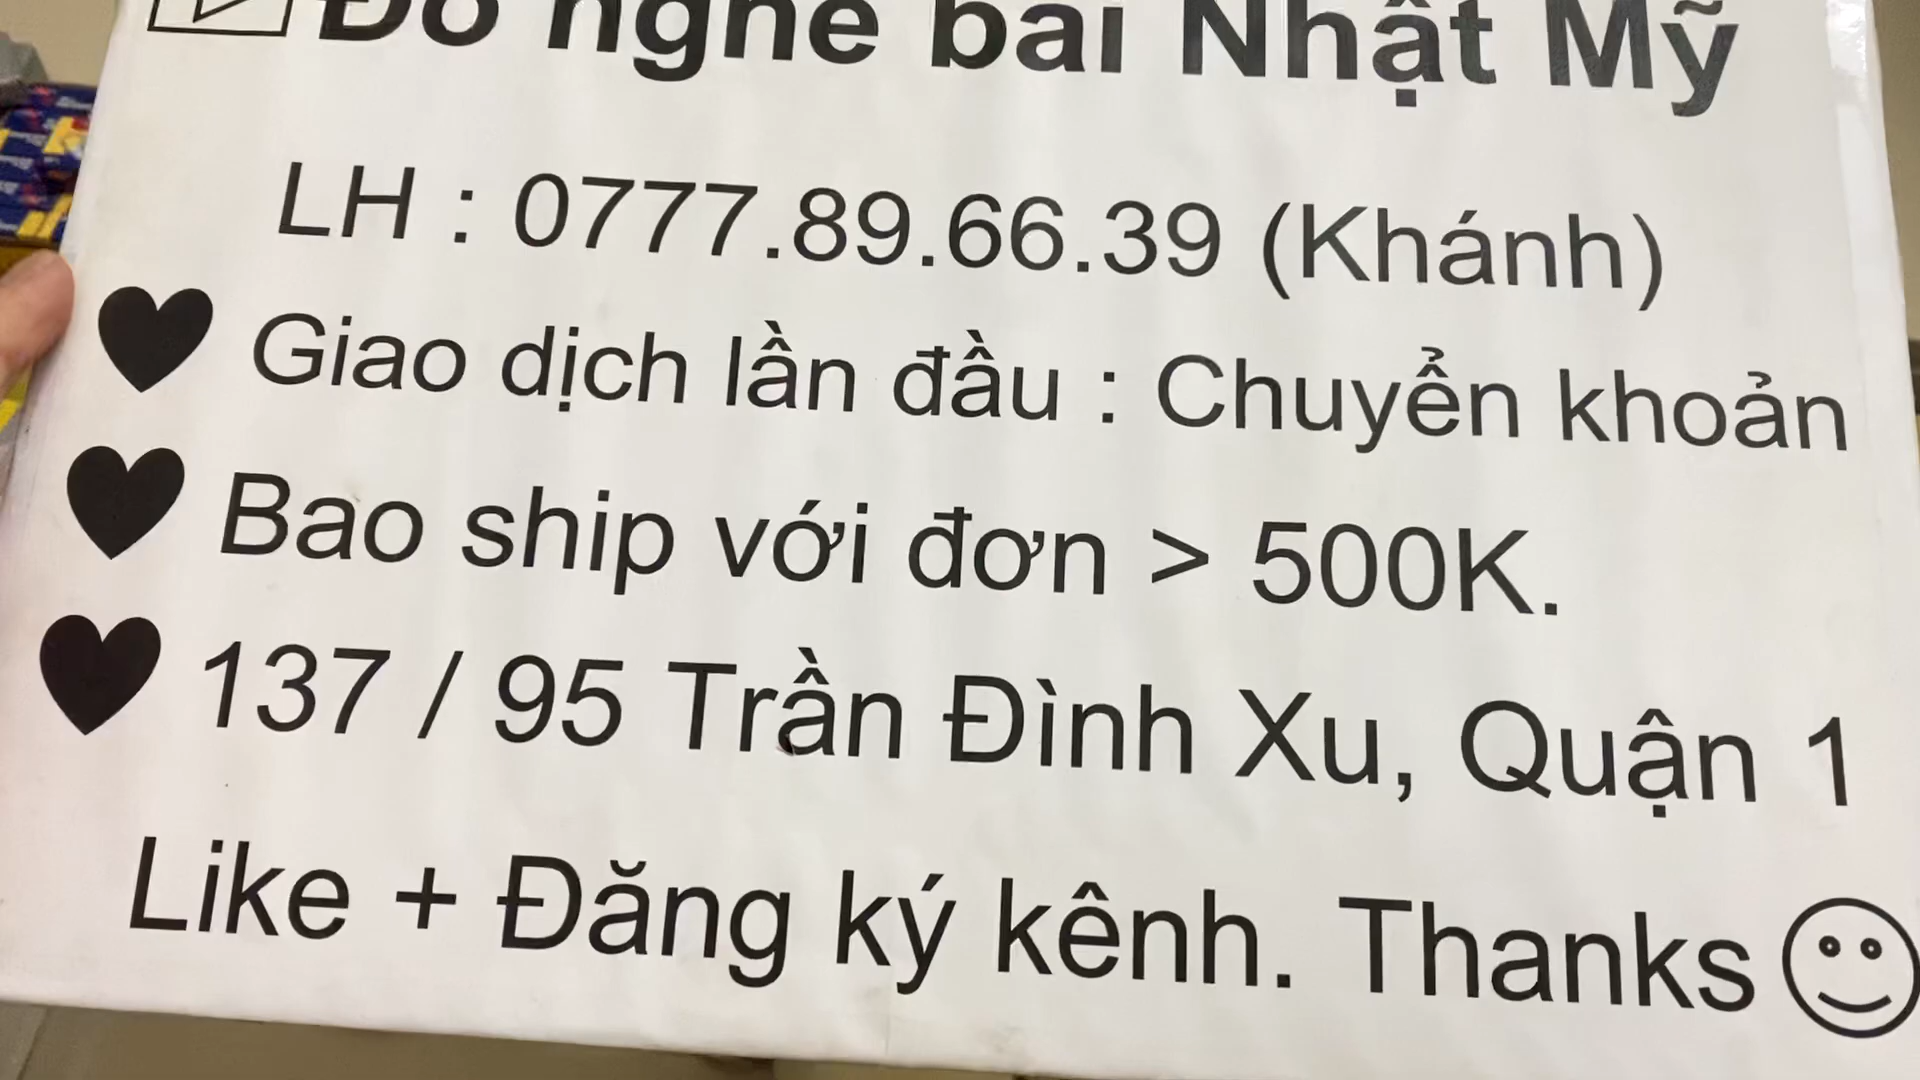 Đồ nghề bãi Nhật Mỹ
LH : 0777.89.66.39 (Khánh)
Giao dịch lần đầu : Chuyển khoản
Bao ship với đơn > 500K.
137 / 95 Trần Đình Xu, Quận 1
Like + Đăng ký kênh. Thanks